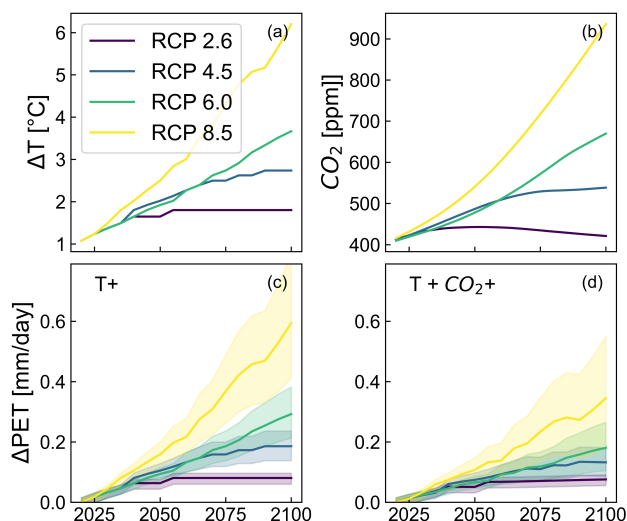 (a)
RCP 2.6
RCP 4.5
RCP 6.0
RCP 8.5
ΔT [°C]
6
5
4
3
2
1
(b)
CO₂ [ppm]
900
800
700
600
500
400
T+
(c)
ΔPET [mm/day]
0.6
0.4
0.2
0.0
2025
2050
2075
2100
T + CO₂+
(d)
0.6
0.4
0.2
0.0
2025
2050
2075
2100